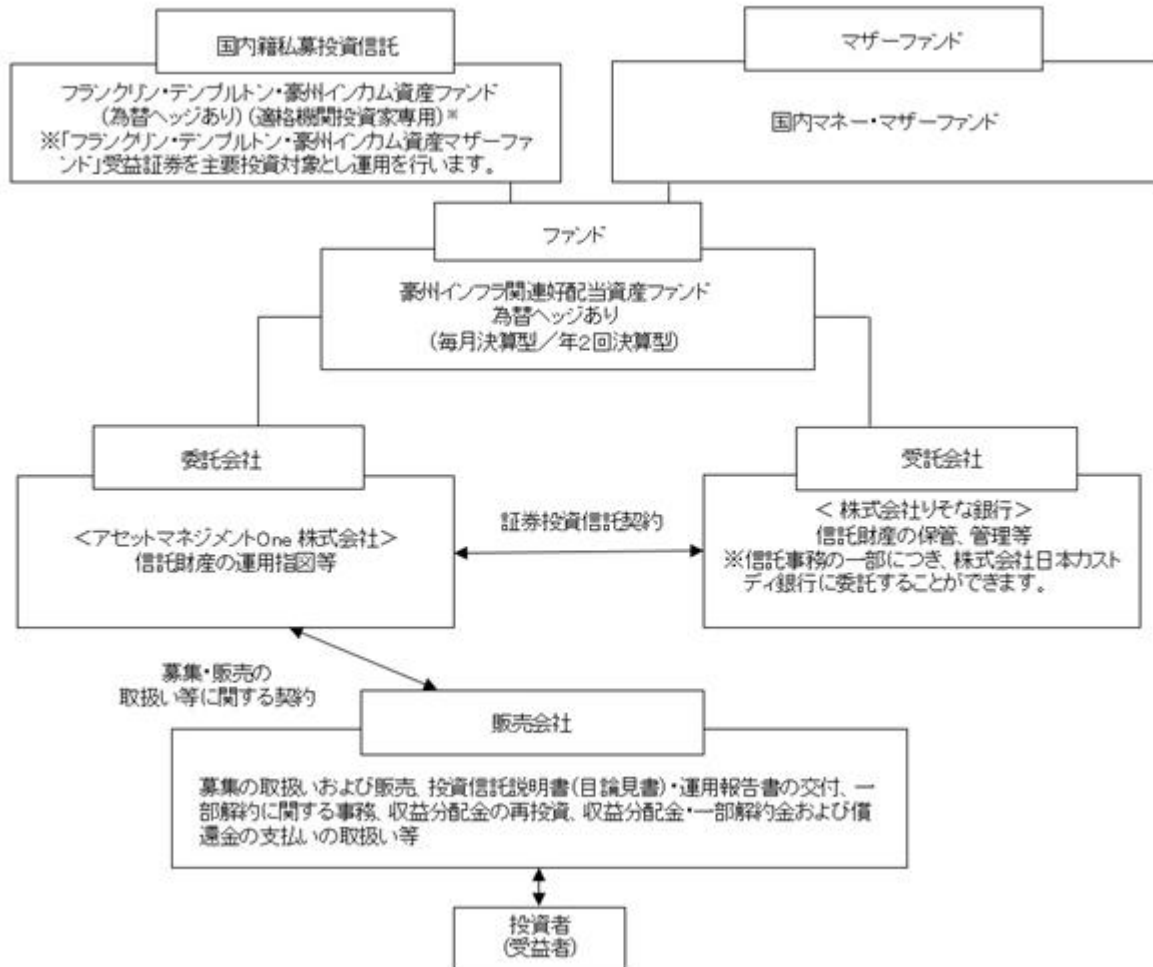 国内籍私募投資信託
フランクリン・テンプルトン・豪州インカム資産ファンド
(為替ヘッジあり)(適格機関投資家専用)※
※「フランクリン・テンプルトン・豪州インカム資産マザーファ
ンド」受益証券を主要投資対象とし運用を行います。
マザーファンド
国内マネー・マザーファンド
ファンド
豪州インフラ関連好配当資産ファンド
為替ヘッジあり
(毎月決算型/年2回決算型)
委託会社
<アセットマネジメントOne 株式会社>
信託財産の運用指図等
証券投資信託契約
受託会社
< 株式会社りそな銀行>
信託財産の保管、管理等
※信託事務の一部につき、株式会社日本カスト
ディ銀行に委託することができます。
募集・販売の
取扱い等に関する契約
販売会社
募集の取扱いおよび販売、投資信託説明書(目論見書)・運用報告書の交付、一
部解約に関する事務、収益分配金の再投資、収益分配金・一部解約金および償
還金の支払いの取扱い等
投資者
(受益者)